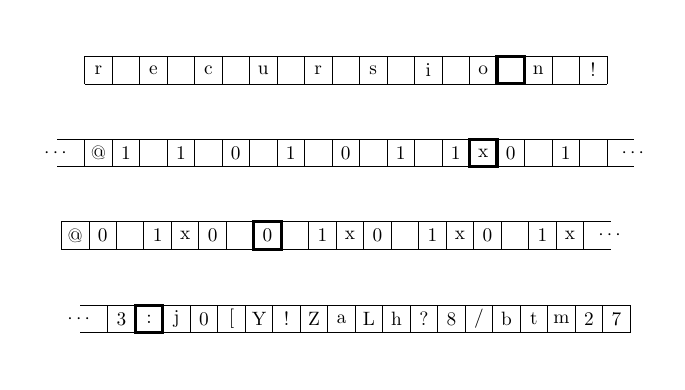 r e c u r s i o n !
⋯ @ 1 1 0 1 0 1 1 x 0 1 ⋯
@ 0 1 x 0 0 1 x 0 1 x 0 1 x ⋯
⋯ 3 : j 0 [ Y ! Z a L h ? 8 / b t m 2 7